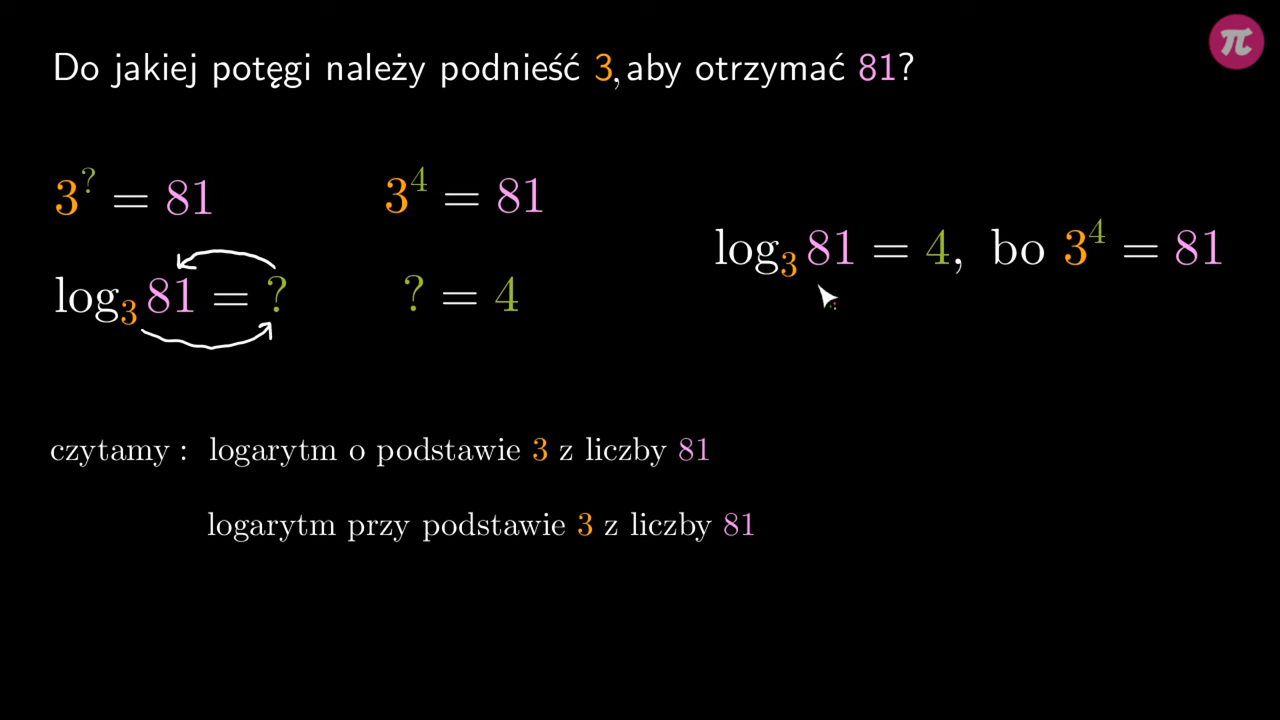 Do jakiej potęgi należy podnieść 3, aby otrzymać 81?
3^? = 81
3^4 = 81
log_3 81 = ?
? = 4
log_3 81 = 4, bo 3^4 = 81
czytamy : logarytm o podstawie 3 z liczby 81
logarytm przy podstawie 3 z liczby 81
π